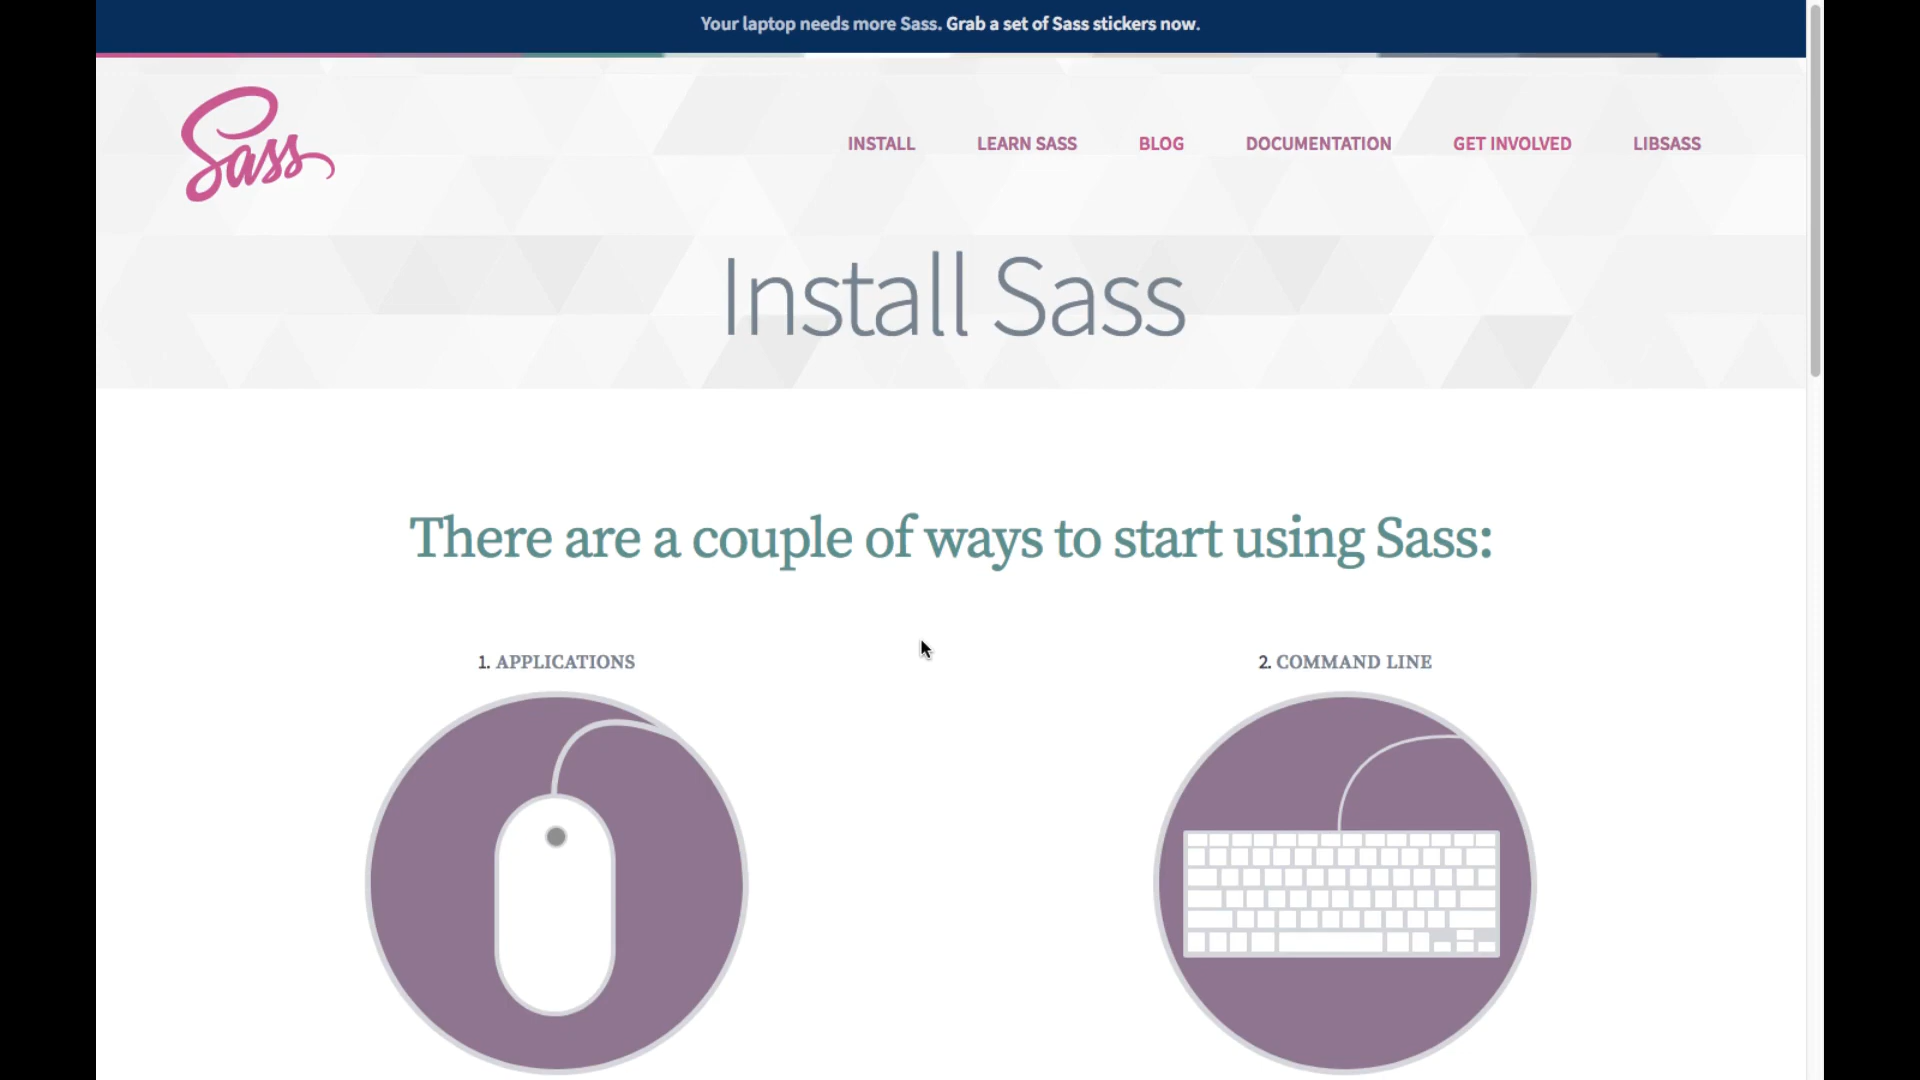 Your laptop needs more Sass. Grab a set of Sass stickers now.
Sass
INSTALL LEARN SASS BLOG DOCUMENTATION GET INVOLVED LIBSASS
Install Sass
There are a couple of ways to start using Sass:
1. APPLICATIONS
2. COMMAND LINE